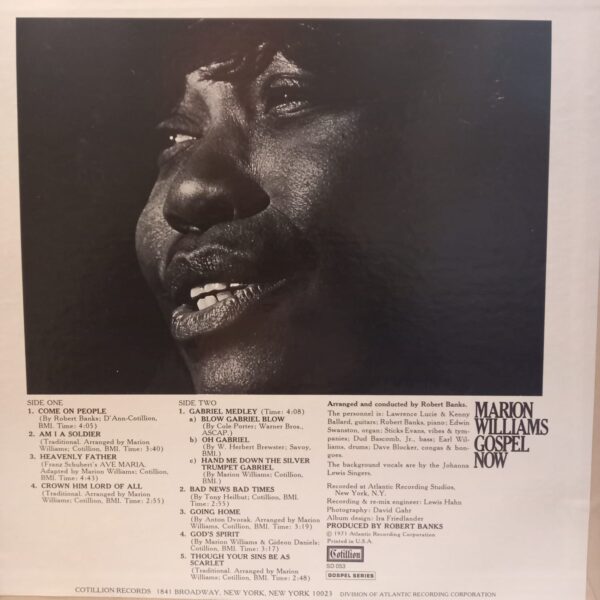 SIDE ONE
1. COME ON PEOPLE
(By Robert Banks; D'Ann-Cotillion,
BMI. Time: 4:05)
2. AM I A SOLDIER
(Traditional. Arranged by Marion
Williams; Cotillion, BMI. Time: 3:40)
3. HEAVENLY FATHER
(Franz Schubert's AVE MARIA.
Adapted by Marion Williams; Cotillion,
BMI. Time: 4:43)
4. CROWN HIM LORD OF ALL
(Traditional. Arranged by Marion
Williams; Cotillion, BMI. Time: 2:55)
SIDE TWO
1. GABRIEL MEDLEY (Time: 4:08)
a) BLOW GABRIEL BLOW
(By Cole Porter; Warner Bros.,
ASCAP.)
b) OH GABRIEL
(By W. Herbert Brewster; Savoy,
BMI.)
c) HAND ME DOWN THE SILVER
TRUMPET GABRIEL
(By Marion Williams; Cotillion,
BMI.)
2. BAD NEWS BAD TIMES
(By Tony Heilbut; Cotillion, BMI.
Time: 2:55)
3. GOING HOME
(By Anton Dvorak. Arranged by Marion
Williams, Cotillion, BMI. Time: 3:19)
4. GOD'S SPIRIT
(By Marion Williams & Gideon Daniels;
Cotillion, BMI. Time: 3:17)
5. THOUGH YOUR SINS BE AS
SCARLET
(Traditional. Arranged by Marion
Williams; Cotillion, BMI. Time: 2:48)
Arranged and conducted by Robert Banks.
The personnel is: Lawrence Lucie & Kenny
Ballard, guitars; Robert Banks, piano; Edwin
Swanston, organ; Sticks Evans, vibes & tym-
panies; Dud Bascomb, Jr., bass; Earl Wil-
liams, drums; Dave Blocker, congas & bon-
goes.
The background vocals are by the Johanna
Lewis Singers.
Recorded at Atlantic Recording Studios,
New York, N.Y.
Recording & re-mix engineer: Lewis Hahn
Photography: David Gahr
Album design: Ira Friedlander
PRODUCED BY ROBERT BANKS
© 1971 Atlantic Recording Corporation
Printed in U.S.A.
Cotillion
SD 053
GOSPEL SERIES
MARION
WILLIAMS
GOSPEL
NOW
COTILLION RECORDS 1841 BROADWAY, NEW YORK, NEW YORK 10023 DIVISION OF ATLANTIC RECORDING CORPORATION